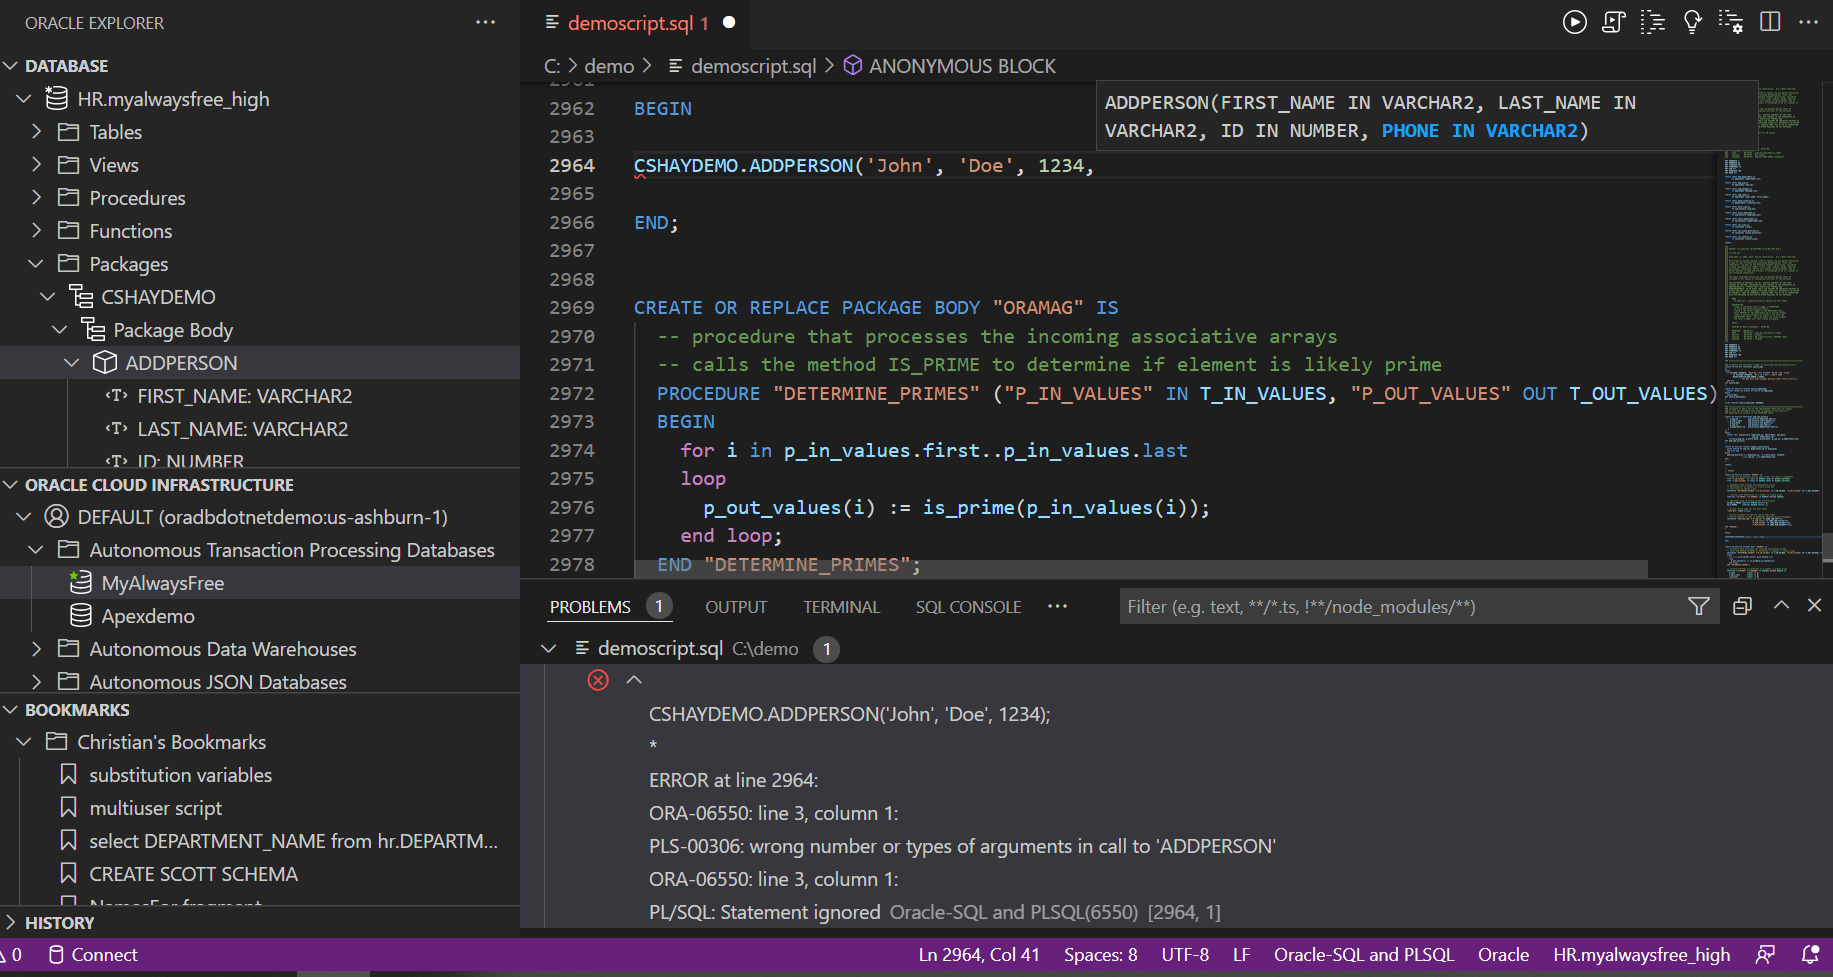 ORACLE EXPLORER
DATABASE
HR.myalwaysfree_high
Tables
Views
Procedures
Functions
Packages
CSHAYDEMO
Package Body
ADDPERSON
FIRST_NAME: VARCHAR2
LAST_NAME: VARCHAR2
ID: NUMBER
ORACLE CLOUD INFRASTRUCTURE
DEFAULT (oradbdotnetdemo:us-ashburn-1)
Autonomous Transaction Processing Databases
MyAlwaysFree
Apexdemo
Autonomous Data Warehouses
Autonomous JSON Databases
BOOKMARKS
Christian's Bookmarks
substitution variables
multiuser script
select DEPARTMENT_NAME from hr.DEPARTM...
CREATE SCOTT SCHEMA
HISTORY
demoscript.sql 1
C: > demo > demoscript.sql > ANONYMOUS BLOCK
ADDPERSON(FIRST_NAME IN VARCHAR2, LAST_NAME IN
VARCHAR2, ID IN NUMBER, PHONE IN VARCHAR2)
2961
2962 BEGIN
2963
2964 CSHAYDEMO.ADDPERSON('John', 'Doe', 1234,
2965
2966 END;
2967
2968
2969 CREATE OR REPLACE PACKAGE BODY "ORAMAG" IS
2970 -- procedure that processes the incoming associative arrays
2971 -- calls the method IS_PRIME to determine if element is likely prime
2972 PROCEDURE "DETERMINE_PRIMES" ("P_IN_VALUES" IN T_IN_VALUES, "P_OUT_VALUES" OUT T_OUT_VALUES)
2973 BEGIN
2974 for i in p_in_values.first..p_in_values.last
2975 loop
2976 p_out_values(i) := is_prime(p_in_values(i));
2977 end loop;
2978 END "DETERMINE_PRIMES";
PROBLEMS 1 OUTPUT TERMINAL SQL CONSOLE Filter (e.g. text, **/*.ts, !**/node_modules/**)
demoscript.sql C:\demo 1
CSHAYDEMO.ADDPERSON('John', 'Doe', 1234);
*
ERROR at line 2964:
ORA-06550: line 3, column 1:
PLS-00306: wrong number or types of arguments in call to 'ADDPERSON'
ORA-06550: line 3, column 1:
PL/SQL: Statement ignored Oracle-SQL and PLSQL(6550) [2964, 1]
0 Connect Ln 2964, Col 41 Spaces: 8 UTF-8 LF Oracle-SQL and PLSQL Oracle HR.myalwaysfree_high